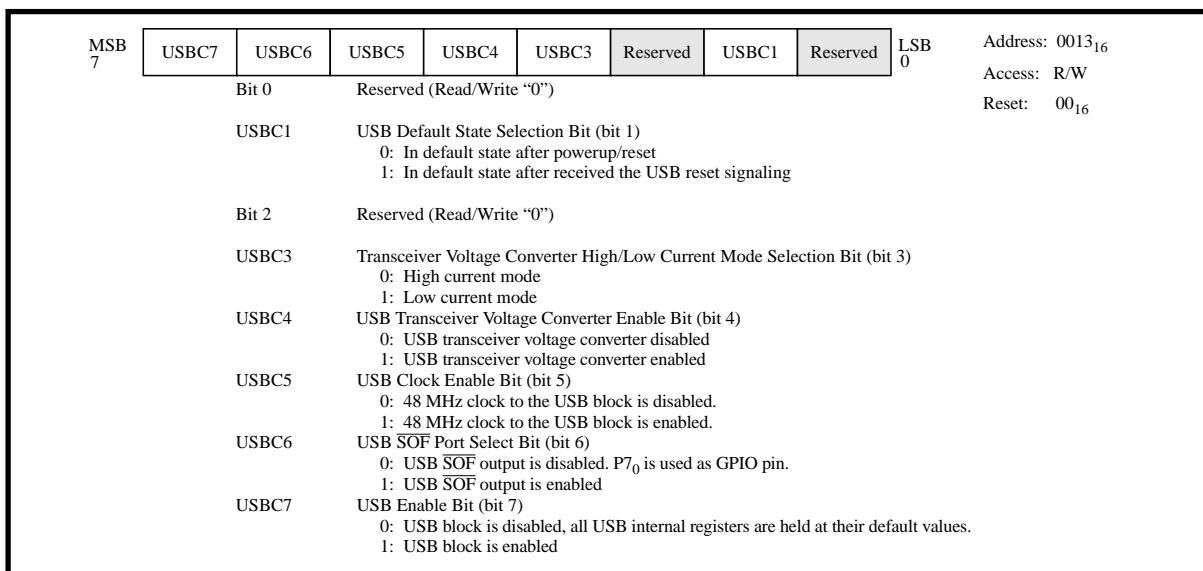 MSB 7 USBC7 USBC6 USBC5 USBC4 USBC3 Reserved USBC1 Reserved LSB 0
Address: 0013₁₆
Access: R/W
Reset: 00₁₆
Bit 0 Reserved (Read/Write “0”)
USBC1 USB Default State Selection Bit (bit 1)
0: In default state after powerup/reset
1: In default state after received the USB reset signaling
Bit 2 Reserved (Read/Write “0”)
USBC3 Transceiver Voltage Converter High/Low Current Mode Selection Bit (bit 3)
0: High current mode
1: Low current mode
USBC4 USB Transceiver Voltage Converter Enable Bit (bit 4)
0: USB transceiver voltage converter disabled
1: USB transceiver voltage converter enabled
USBC5 USB Clock Enable Bit (bit 5)
0: 48 MHz clock to the USB block is disabled.
1: 48 MHz clock to the USB block is enabled.
USBC6 USB S̅O̅F̅ Port Select Bit (bit 6)
0: USB S̅O̅F̅ output is disabled. P7₀ is used as GPIO pin.
1: USB S̅O̅F̅ output is enabled
USBC7 USB Enable Bit (bit 7)
0: USB block is disabled, all USB internal registers are held at their default values.
1: USB block is enabled